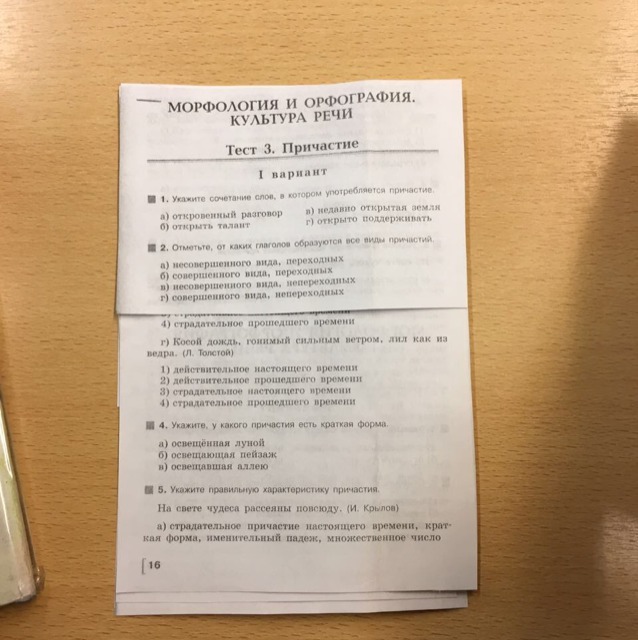 МОРФОЛОГИЯ И ОРФОГРАФИЯ.
КУЛЬТУРА РЕЧИ
Тест 3. Причастие
I вариант
1. Укажите сочетание слов, в котором употребляется причастие.
а) откровенный разговор в) недавно открытая земля
б) открыть талант г) открыто поддерживать
2. Отметьте, от каких глаголов образуются все виды причастий.
а) несовершенного вида, переходных
б) совершенного вида, переходных
в) несовершенного вида, непереходных
г) совершенного вида, непереходных
4) страдательное прошедшего времени
г) Косой дождь, гонимый сильным ветром, лил как из
ведра. (Л. Толстой)
1) действительное настоящего времени
2) действительное прошедшего времени
3) страдательное настоящего времени
4) страдательное прошедшего времени
4. Укажите, у какого причастия есть краткая форма.
а) освещённая луной
б) освещающая пейзаж
в) освещавшая аллею
5. Укажите правильную характеристику причастия.
На свете чудеса рассеяны повсюду. (И. Крылов)
а) страдательное причастие настоящего времени, крат-
кая форма, именительный падеж, множественное число
16